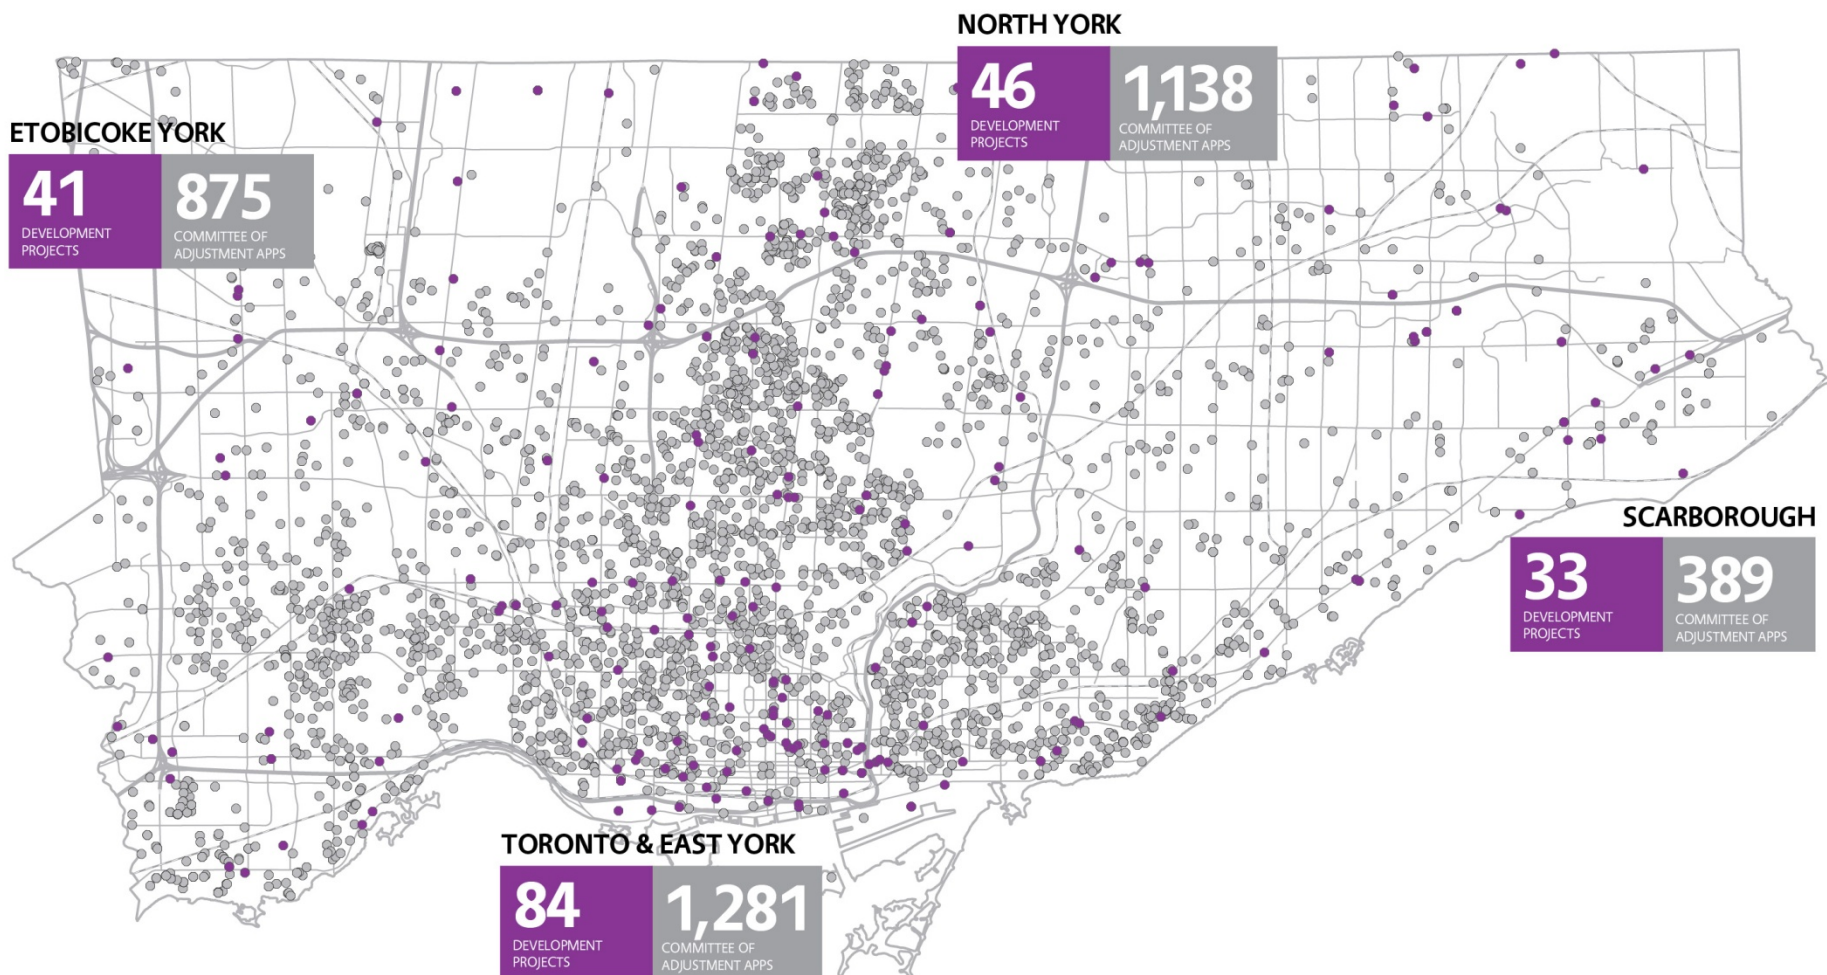 NORTH YORK
46
DEVELOPMENT
PROJECTS
1,138
COMMITTEE OF
ADJUSTMENT APPS
ETOBICOKE YORK
41
DEVELOPMENT
PROJECTS
875
COMMITTEE OF
ADJUSTMENT APPS
SCARBOROUGH
33
DEVELOPMENT
PROJECTS
389
COMMITTEE OF
ADJUSTMENT APPS
TORONTO & EAST YORK
84
DEVELOPMENT
PROJECTS
1,281
COMMITTEE OF
ADJUSTMENT APPS